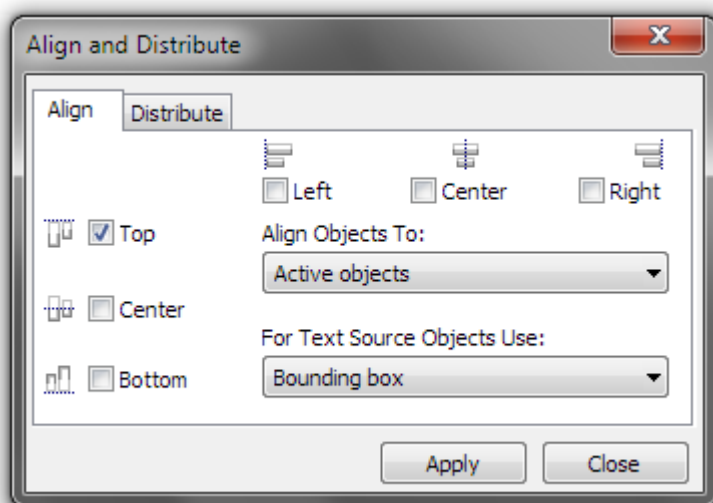 Align and Distribute
Align
Distribute
Left
Center
Right
Top
Align Objects To:
Active objects
Center
For Text Source Objects Use:
Bottom
Bounding box
Apply
Close